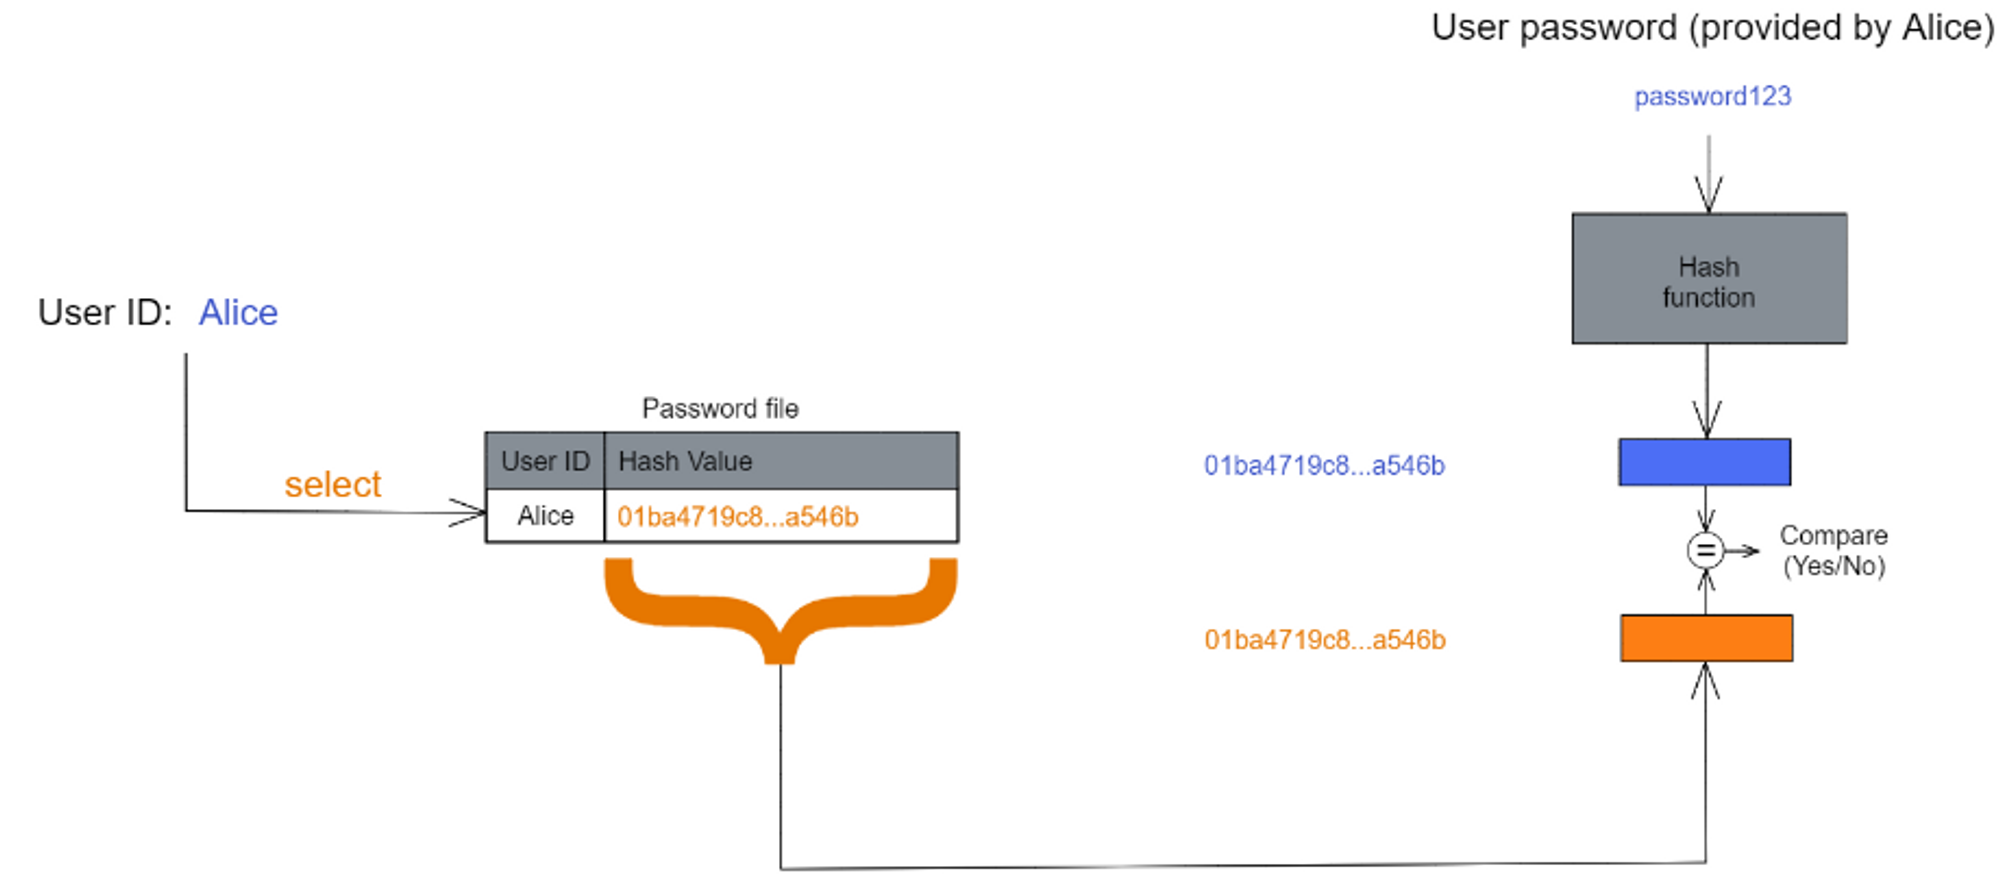 User password (provided by Alice)
password123
Hash
function
User ID: Alice
select
Password file
User ID Hash Value
Alice 01ba4719c8...a546b
01ba4719c8...a546b
=
Compare
(Yes/No)
01ba4719c8...a546b